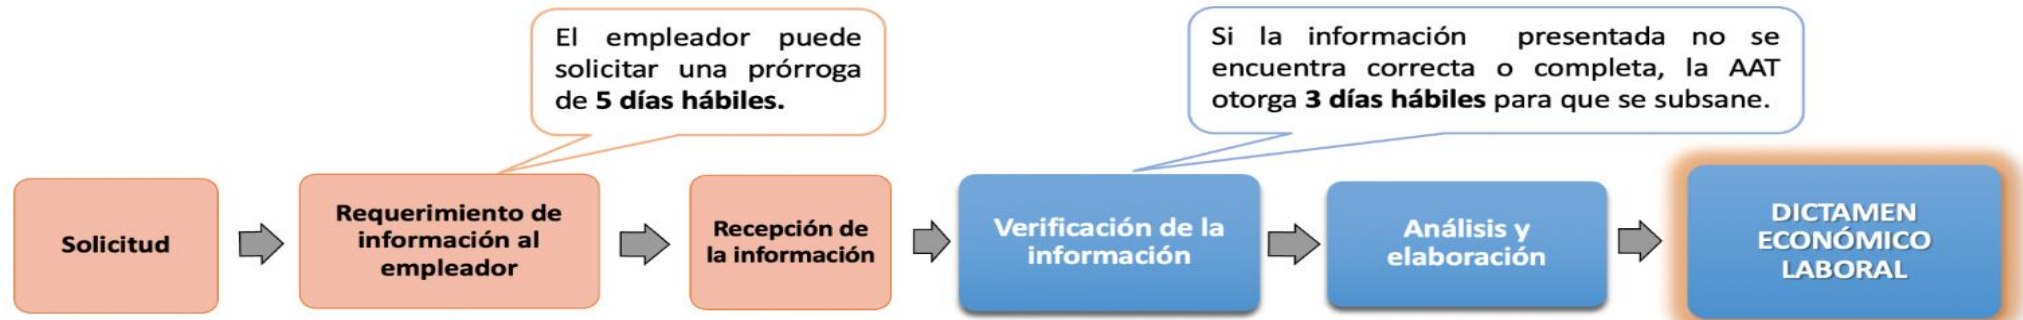 El empleador puede
solicitar una prórroga
de 5 días hábiles.
Si la información presentada no se
encuentra correcta o completa, la AAT
otorga 3 días hábiles para que se subsane.
Solicitud
Requerimiento de
información al
empleador
Recepción de
la información
Verificación de la
información
Análisis y
elaboración
DICTAMEN
ECONÓMICO
LABORAL